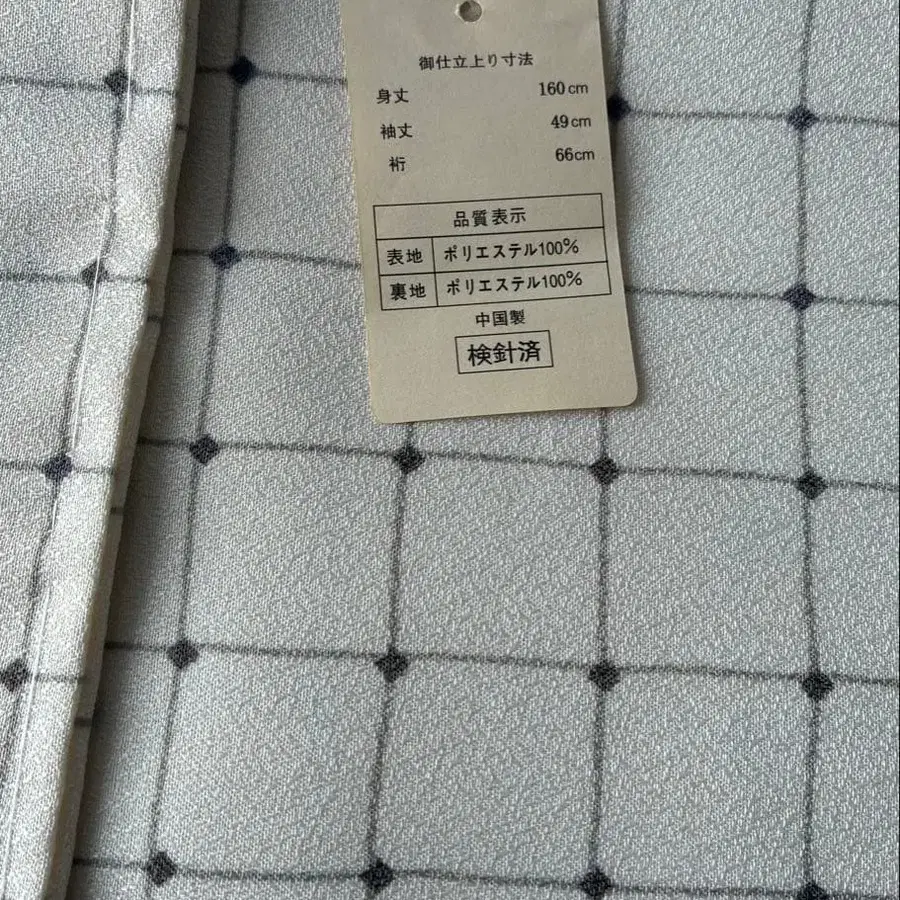 御仕立上り寸法
身丈 160cm
袖丈 49cm
裄 66cm
品質表示
表地 ポリエステル100%
裏地 ポリエステル100%
中国製
検針済